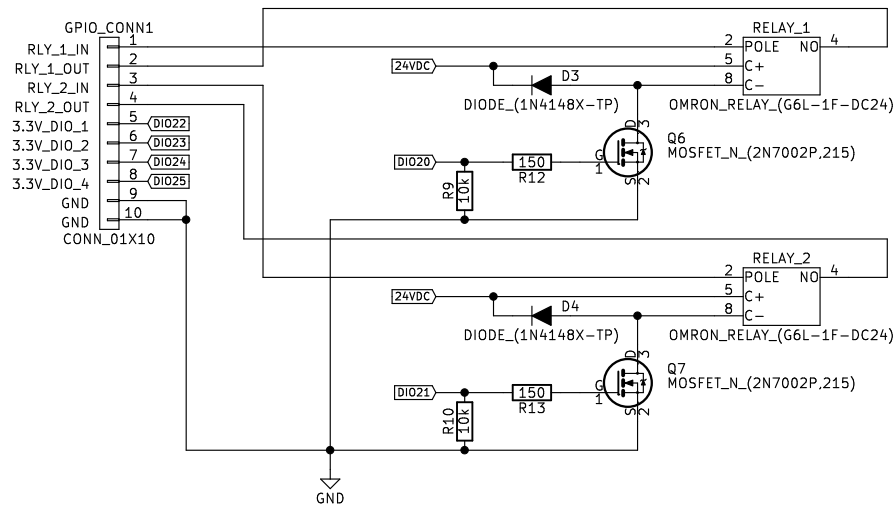 GPIO_CONN1
RLY_1_IN 1
RLY_1_OUT 2
RLY_2_IN 3
RLY_2_OUT 4
3.3V_DIO_1 5 DIO22
3.3V_DIO_2 6 DIO23
3.3V_DIO_3 7 DIO24
3.3V_DIO_4 8 DIO25
GND 9
GND 10
CONN_01X10
RELAY_1
2 POLE NO 4
24VDC 5 C+
D3 8 C-
DIODE_(1N4148X-TP) OMRON_RELAY_(G6L-1F-DC24)
D 3
Q6
MOSFET_N_(2N7002P,215)
DIO20 150 G
1
R12 S 2
R9 10k
RELAY_2
2 POLE NO 4
24VDC 5 C+
D4 8 C-
DIODE_(1N4148X-TP) OMRON_RELAY_(G6L-1F-DC24)
D 3
Q7
MOSFET_N_(2N7002P,215)
DIO21 150 G
1
R13 S 2
R10 10k
GND